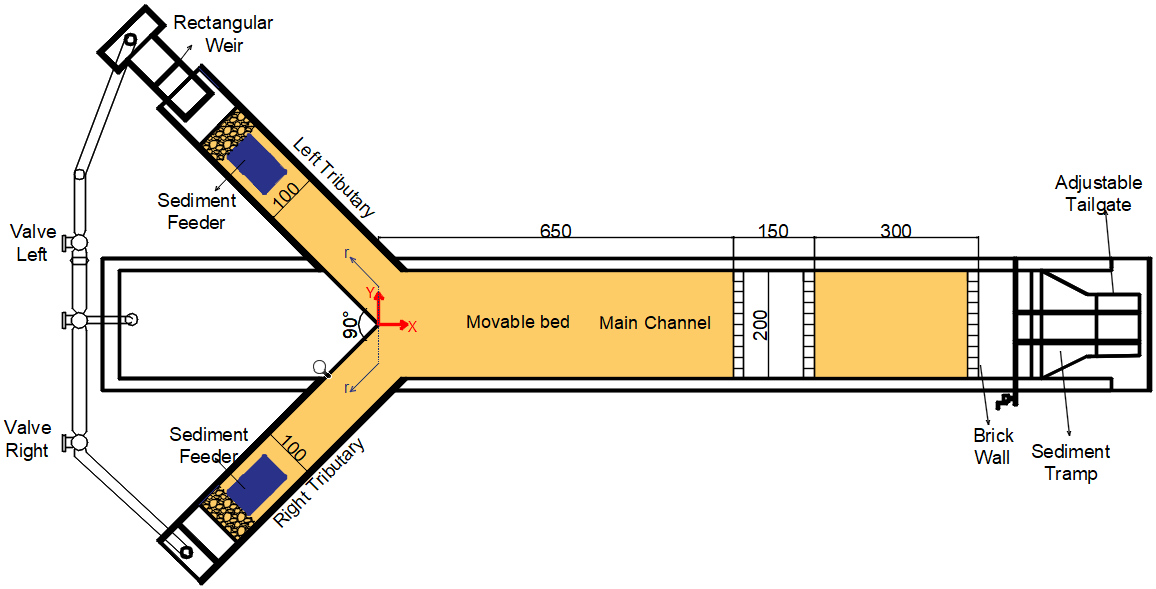 Rectangular
Weir
Left Tributary
100
Sediment
Feeder
Adjustable
Tailgate
Valve
Left
650
150
300
r
Y
X
90°
Movable bed
Main Channel
200
r
Valve
Right
Sediment
Feeder
100
Right Tributary
Brick
Wall
Sediment
Tramp